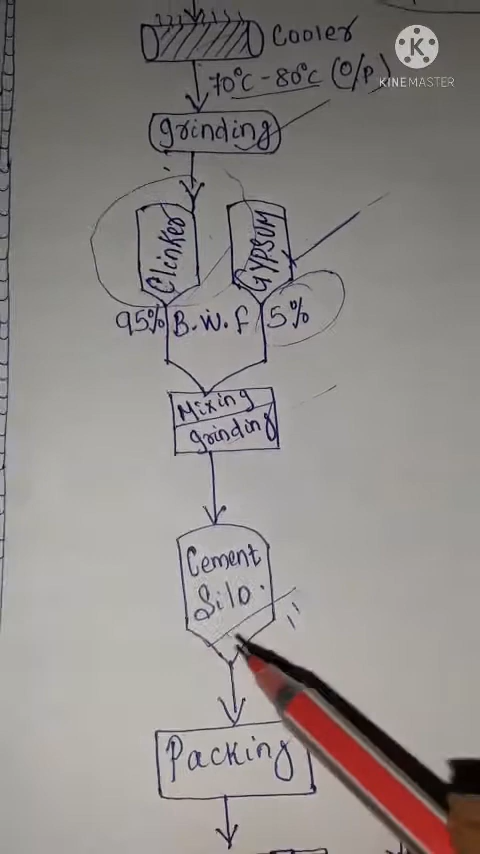 Cooler
70°C-80°C (O/P)
KINEMASTER
grinding
Clinker
GYPSUM
95% B.W.F 5%
Mixing
grinding
Cement
Silo.
Packing